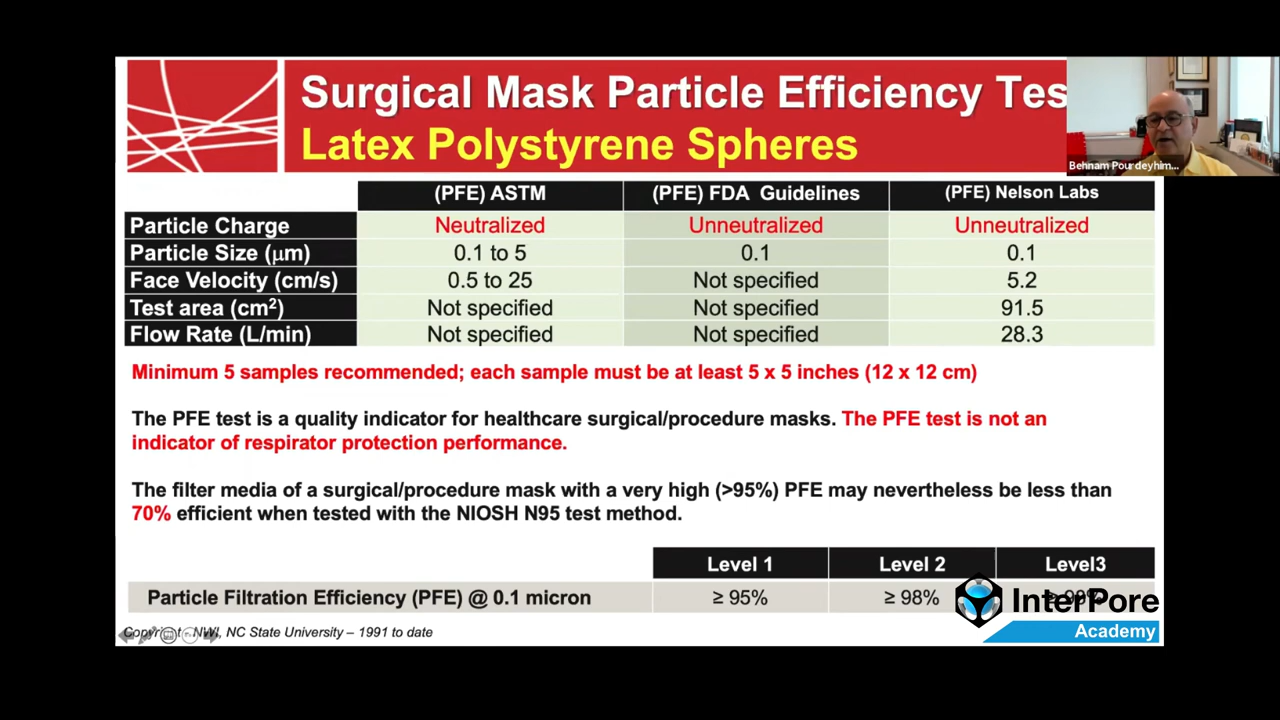 Surgical Mask Particle Efficiency Tes
Latex Polystyrene Spheres
Behnam Pourdeyhim...
(PFE) ASTM (PFE) FDA Guidelines (PFE) Nelson Labs
Particle Charge Neutralized Unneutralized Unneutralized
Particle Size (μm) 0.1 to 5 0.1 0.1
Face Velocity (cm/s) 0.5 to 25 Not specified 5.2
Test area (cm²) Not specified Not specified 91.5
Flow Rate (L/min) Not specified Not specified 28.3
Minimum 5 samples recommended; each sample must be at least 5 x 5 inches (12 x 12 cm)
The PFE test is a quality indicator for healthcare surgical/procedure masks. The PFE test is not an
indicator of respirator protection performance.
The filter media of a surgical/procedure mask with a very high (>95%) PFE may nevertheless be less than
70% efficient when tested with the NIOSH N95 test method.
Level 1 Level 2 Level3
Particle Filtration Efficiency (PFE) @ 0.1 micron ≥ 95% ≥ 98%
InterPore
Academy
NWI, NC State University – 1991 to date